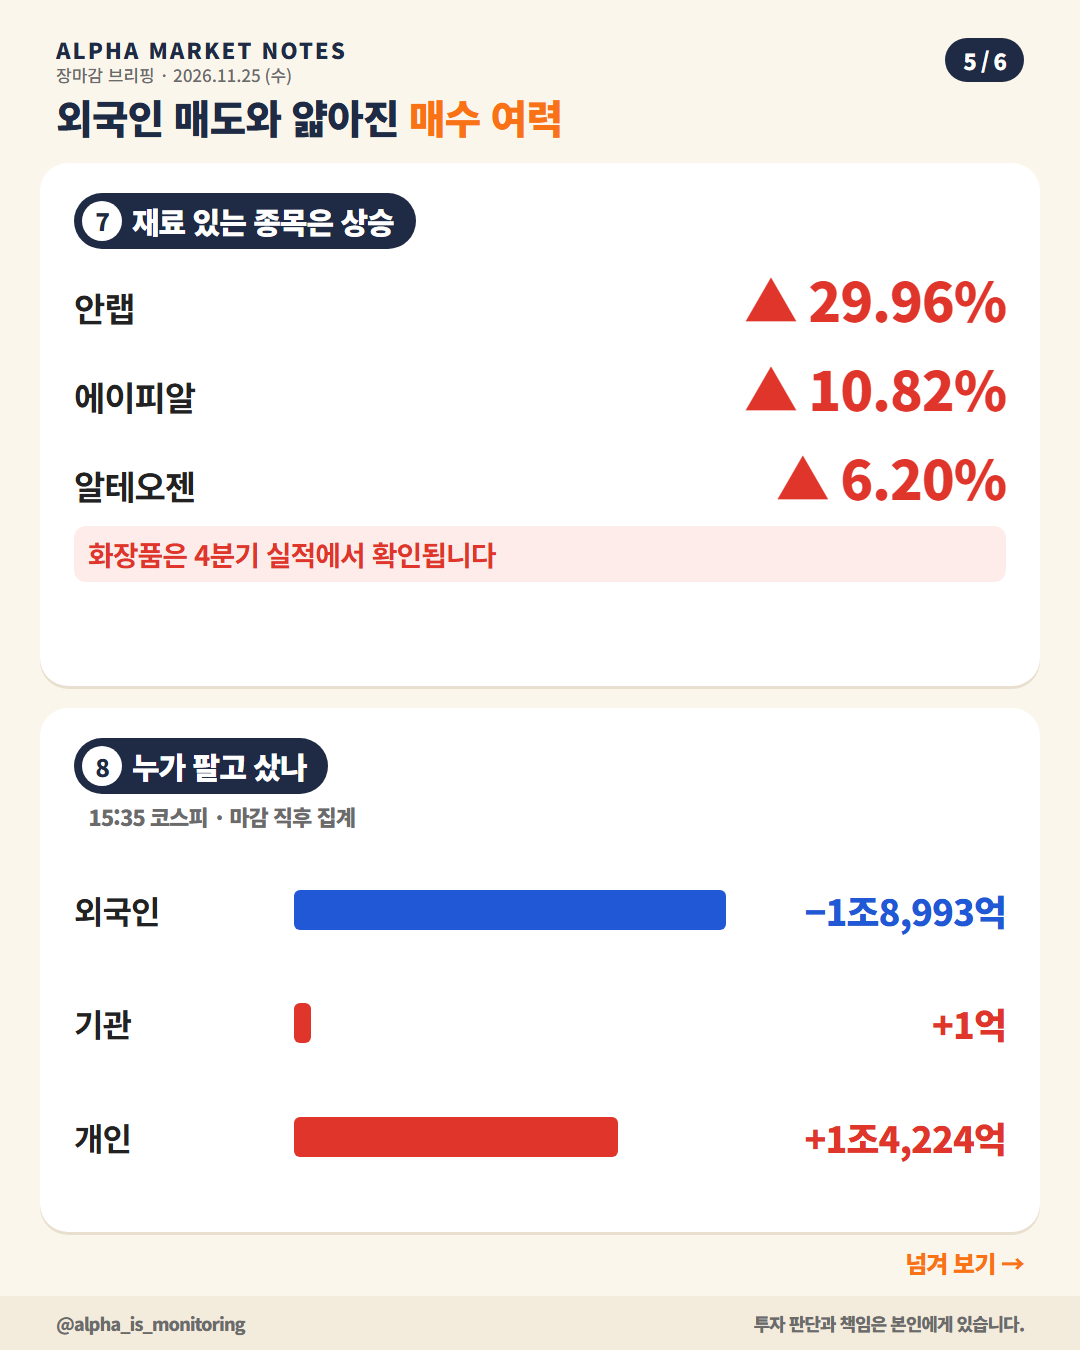 ALPHA MARKET NOTES
장마감 브리핑 · 2026.11.25 (수)
5 / 6
외국인 매도와 얇아진 매수 여력
7 재료 있는 종목은 상승
안랩 ▲ 29.96%
에이피알 ▲ 10.82%
알테오젠 ▲ 6.20%
화장품은 4분기 실적에서 확인됩니다
8 누가 팔고 샀나
15:35 코스피 · 마감 직후 집계
외국인 −1조8,993억
기관 +1억
개인 +1조4,224억
넘겨 보기 →
@alpha_is_monitoring
투자 판단과 책임은 본인에게 있습니다.